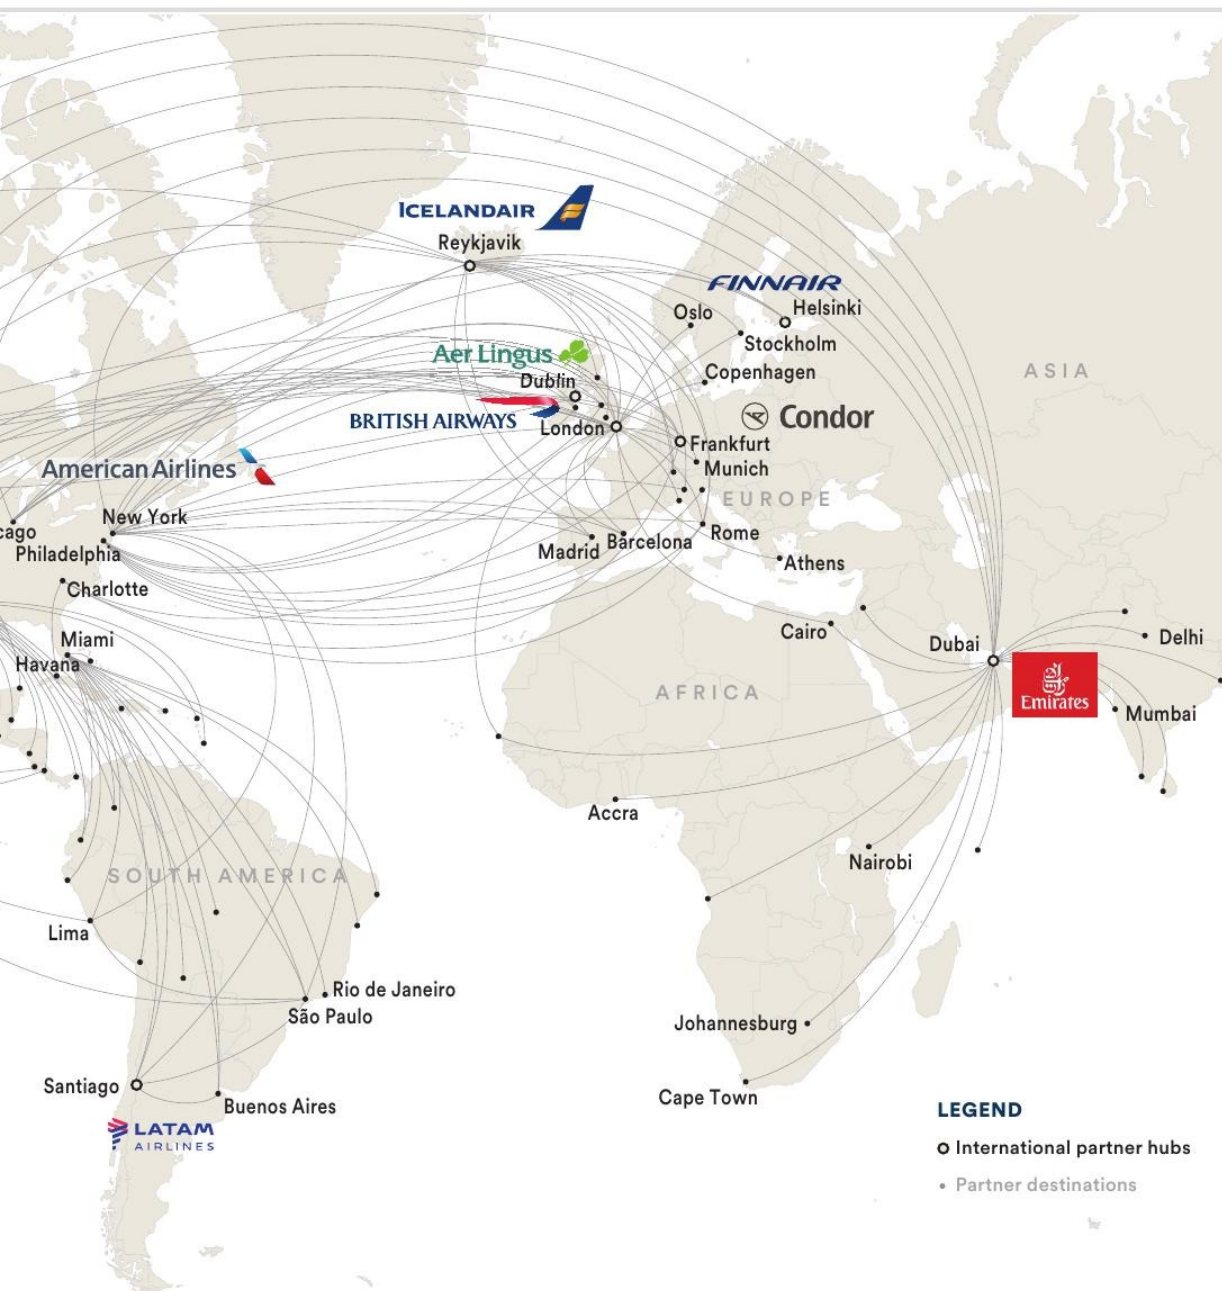 ICELANDAIR
Reykjavik
FINNAIR
Helsinki
Oslo
Stockholm
Aer Lingus
Dublin
Copenhagen
ASIA
BRITISH AIRWAYS
London
Condor
Frankfurt
Munich
American Airlines
EUROPE
New York
cago
Philadelphia
Rome
Madrid
Barcelona
Athens
Charlotte
Miami
Cairo
Dubai
Delhi
Havana
AFRICA
Emirates
Mumbai
Accra
Nairobi
SOUTH AMERICA
Lima
Rio de Janeiro
São Paulo
Johannesburg
Santiago
Cape Town
Buenos Aires
LATAM
AIRLINES
LEGEND
International partner hubs
Partner destinations